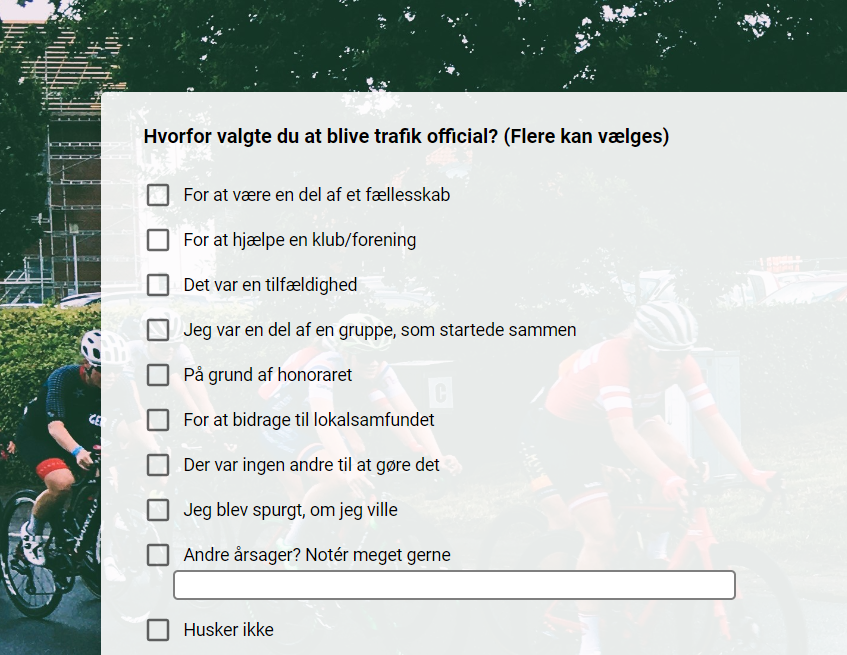 Hvorfor valgte du at blive trafik official? (Flere kan vælges)
For at være en del af et fællesskab
For at hjælpe en klub/forening
Det var en tilfældighed
Jeg var en del af en gruppe, som startede sammen
På grund af honoraret
C
For at bidrage til lokalsamfundet
Der var ingen andre til at gøre det
Jeg blev spurgt, om jeg ville
Andre årsager? Notér meget gerne
Husker ikke